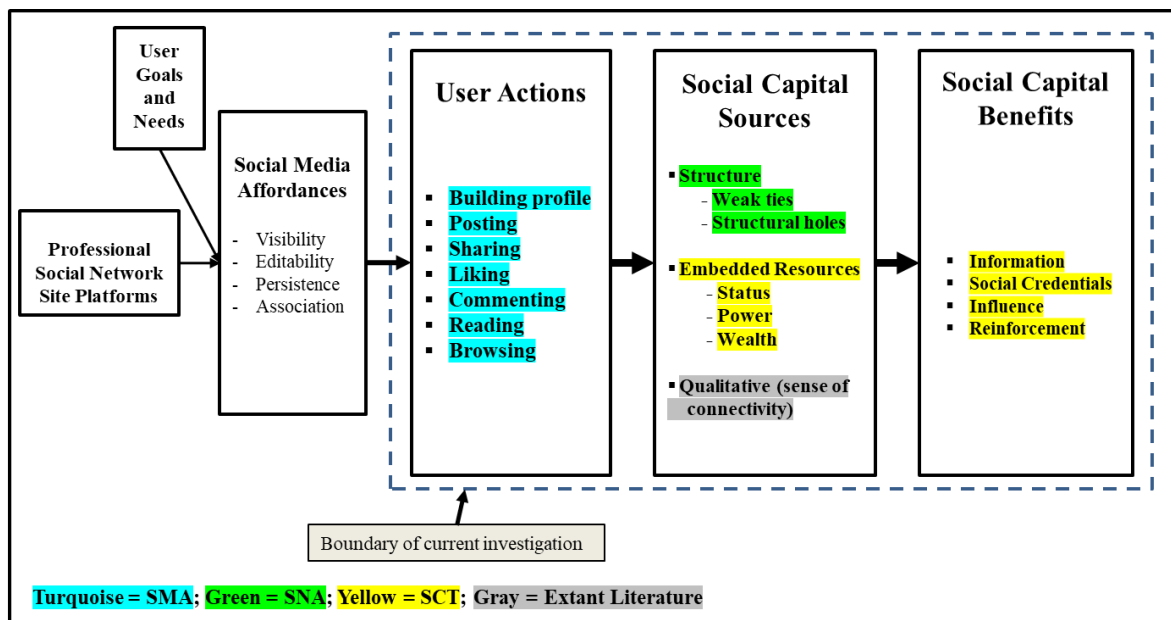 User
Goals
and
Needs
Professional
Social Network
Site Platforms
Social Media
Affordances
- Visibility
- Editability
- Persistence
- Association
User Actions
▪ Building profile
▪ Posting
▪ Sharing
▪ Liking
▪ Commenting
▪ Reading
▪ Browsing
Social Capital
Sources
▪ Structure
- Weak ties
- Structural holes
▪ Embedded Resources
- Status
- Power
- Wealth
▪ Qualitative (sense of
connectivity)
Social Capital
Benefits
▪ Information
▪ Social Credentials
▪ Influence
▪ Reinforcement
Boundary of current investigation
Turquoise = SMA; Green = SNA; Yellow = SCT; Gray = Extant Literature